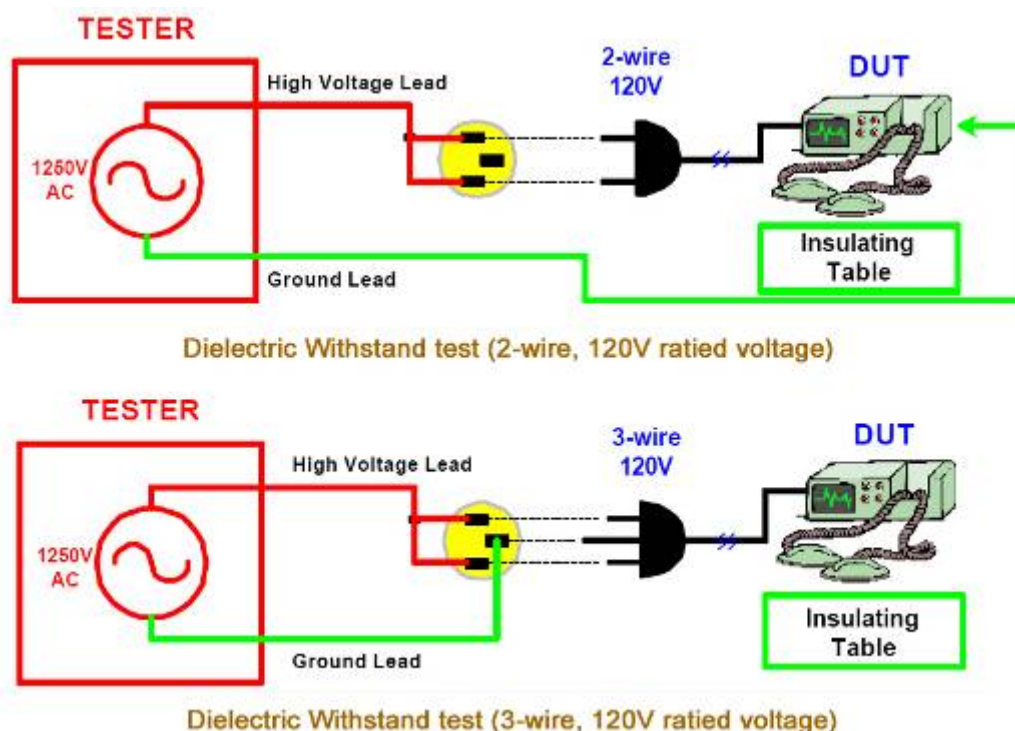 TESTER
High Voltage Lead
2-wire
120V
DUT
1250V
AC
Insulating
Table
Ground Lead
Dielectric Withstand test (2-wire, 120V ratied voltage)
TESTER
High Voltage Lead
3-wire
120V
DUT
1250V
AC
Insulating
Table
Ground Lead
Dielectric Withstand test (3-wire, 120V ratied voltage)